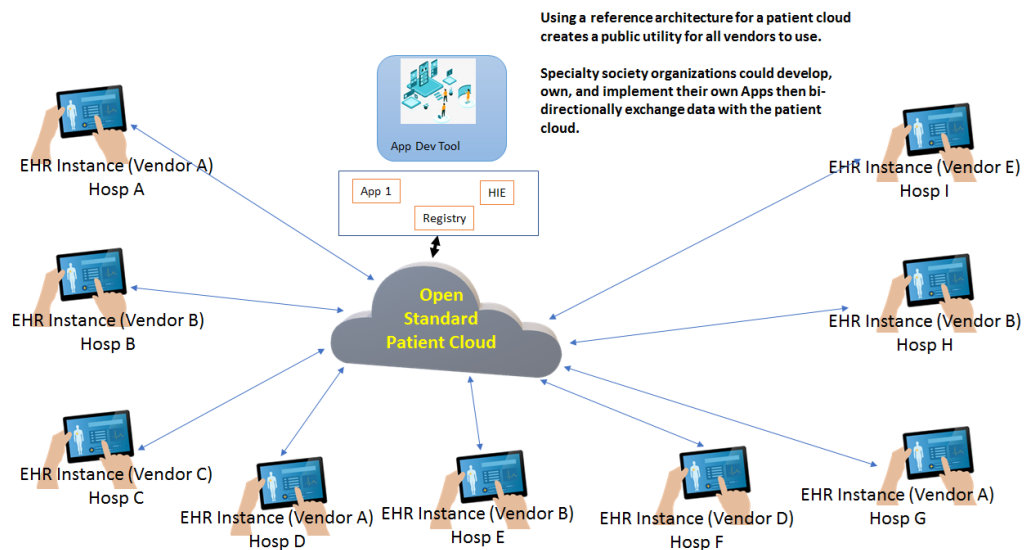 Using a reference architecture for a patient cloud
creates a public utility for all vendors to use.
Specialty society organizations could develop,
own, and implement their own Apps then bi-
directionally exchange data with the patient
cloud.
App Dev Tool
App 1
HIE
Registry
Open
Standard
Patient Cloud
EHR Instance (Vendor A)
Hosp A
EHR Instance (Vendor B)
Hosp B
EHR Instance (Vendor C)
Hosp C
EHR Instance (Vendor A)
Hosp D
EHR Instance (Vendor B)
Hosp E
EHR Instance (Vendor D)
Hosp F
EHR Instance (Vendor A)
Hosp G
EHR Instance (Vendor B)
Hosp H
EHR Instance (Vendor E)
Hosp I